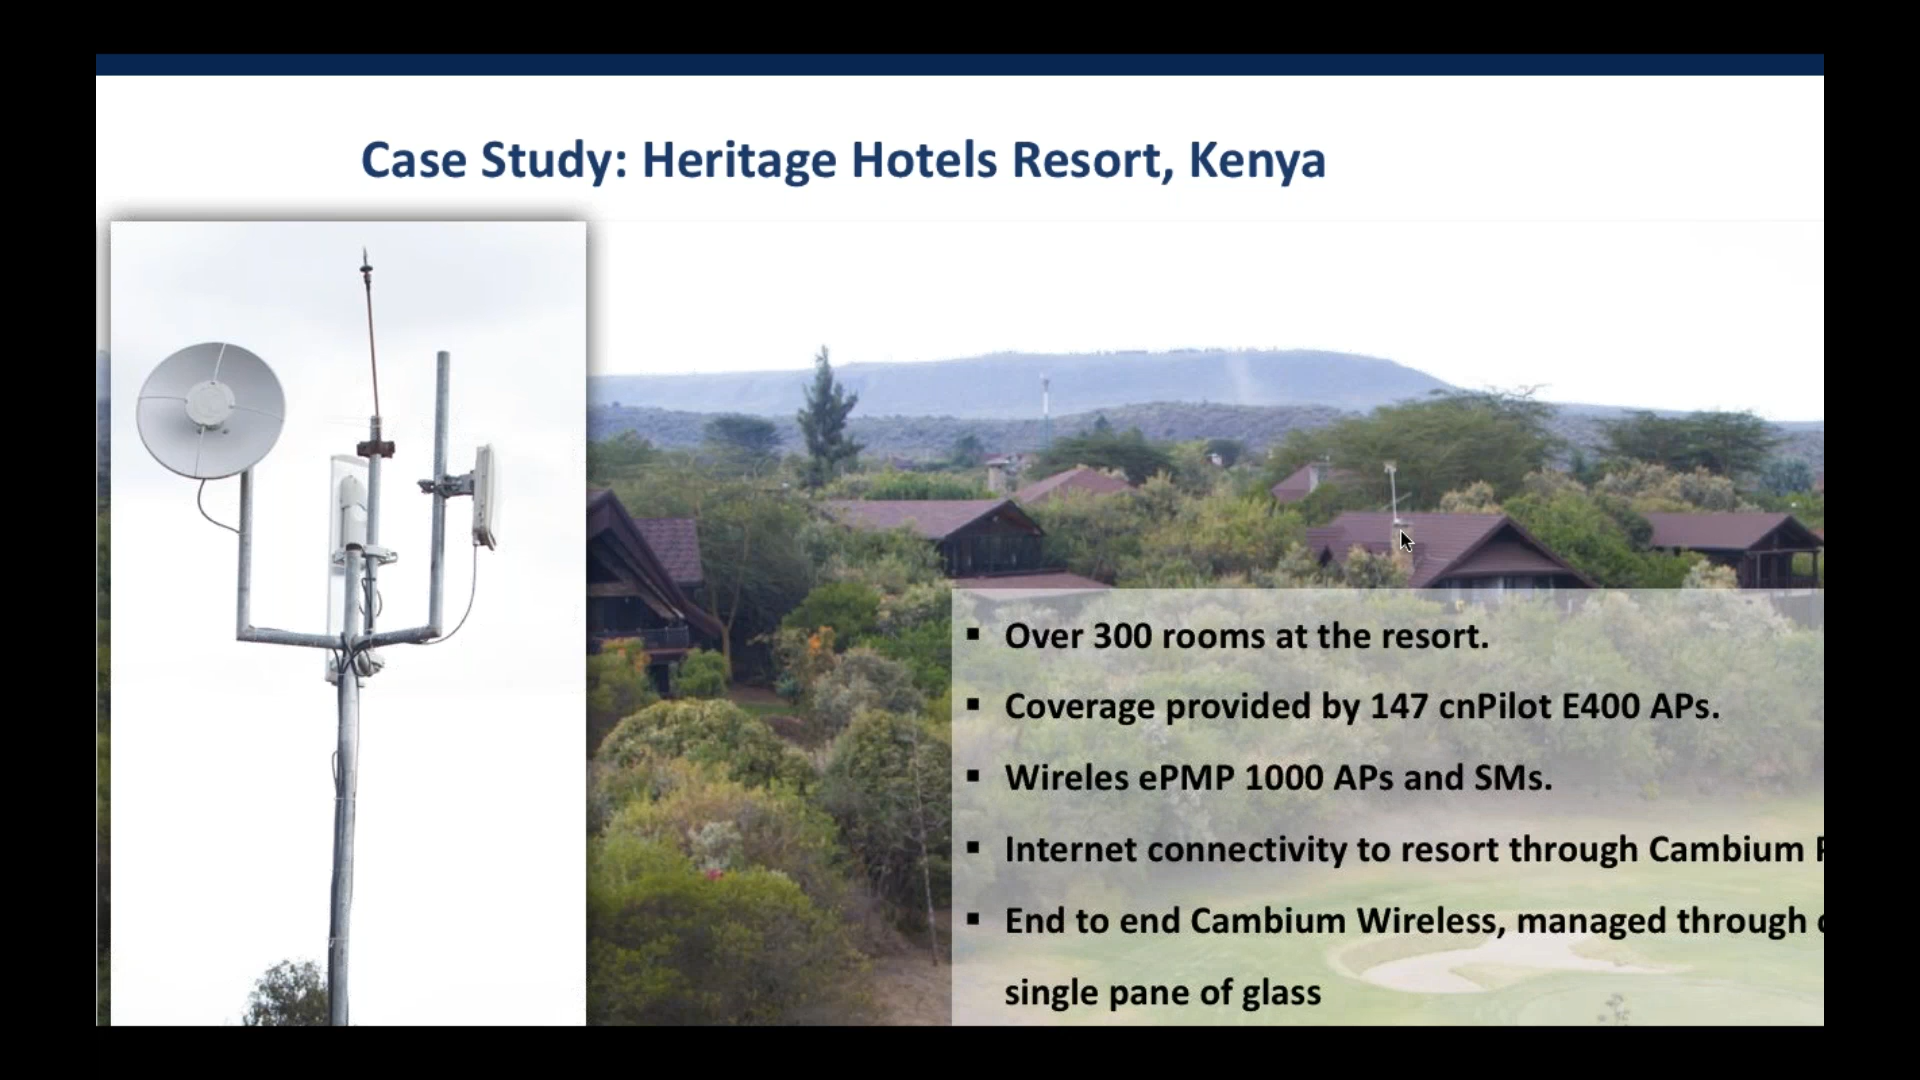 Case Study: Heritage Hotels Resort, Kenya
▪ Over 300 rooms at the resort.
▪ Coverage provided by 147 cnPilot E400 APs.
▪ Wireles ePMP 1000 APs and SMs.
▪ Internet connectivity to resort through Cambium
▪ End to end Cambium Wireless, managed through
single pane of glass